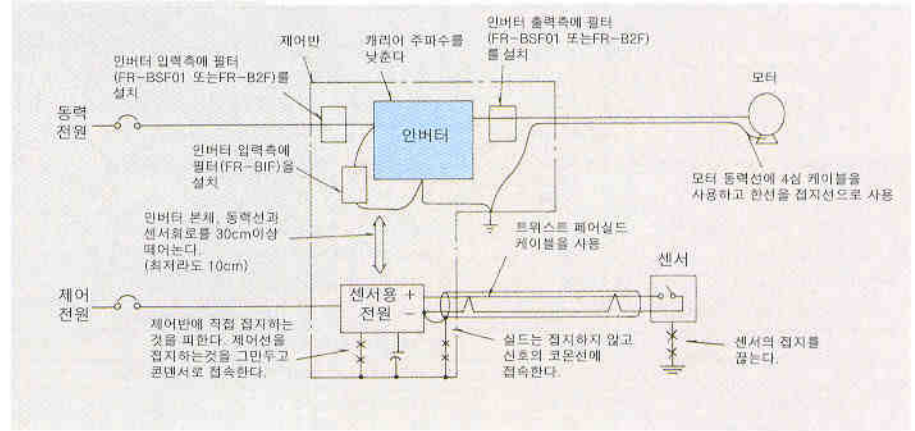 인버터 출력측에 필터
(FR-BSF01 또는FR-B2F)
를 설치
제어반
캐리어 주파수를
낮춘다
인버터 입력측에 필터
(FR-BSF01 또는FR-B2F)를
설치
모터
동력
전원
인버터
인버터 입력측에
필터(FR-BIF)을
설치
모터 동력선에 4심 케이블을
사용하고 한선을 접지선으로 사용
인버터 본체, 동력선과
센서회로를 30cm이상
떼어논다.
(최저라도 10cm)
트위스트 페어실드
케이블을 사용
센서
제어
전원
센서용
전원
+
-
제어반에 직접 접지하는
것을 피한다. 제어선을
접지하는것을 그만두고
콘덴서로 접속한다.
실드는 접지하지 않고
신호의 코몬선에
접속한다.
센서의 접지를
끊는다.